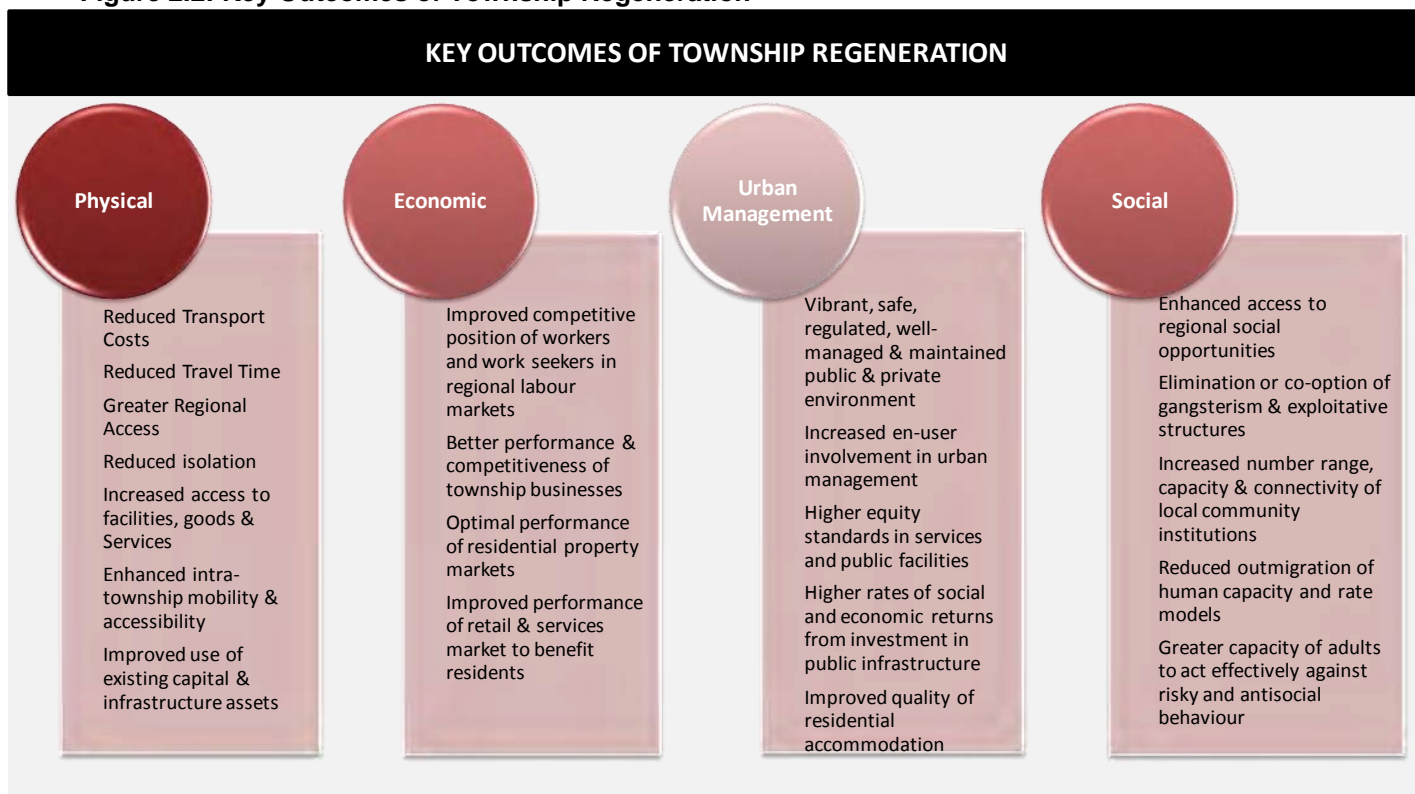 Figure 2.2: Key Outcomes of Township Regeneration
KEY OUTCOMES OF TOWNSHIP REGENERATION
Physical
Reduced Transport
Costs
Reduced Travel Time
Greater Regional
Access
Reduced isolation
Increased access to
facilities, goods &
Services
Enhanced intra-
township mobility &
accessibility
Improved use of
existing capital &
infrastructure assets
Economic
Improved competitive
position of workers
and work seekers in
regional labour
markets
Better performance &
competitiveness of
township businesses
Optimal performance
of residential property
markets
Improved performance
of retail & services
market to benefit
residents
Urban
Management
Vibrant, safe,
regulated, well-
managed & maintained
public & private
environment
Increased en-user
involvement in urban
management
Higher equity
standards in services
and public facilities
Higher rates of social
and economic returns
from investment in
public infrastructure
Improved quality of
residential
accommodation
Social
Enhanced access to
regional social
opportunities
Elimination or co-option of
gangsterism & exploitative
structures
Increased number range,
capacity & connectivity of
local community
institutions
Reduced outmigration of
human capacity and rate
models
Greater capacity of adults
to act effectively against
risky and antisocial
behaviour